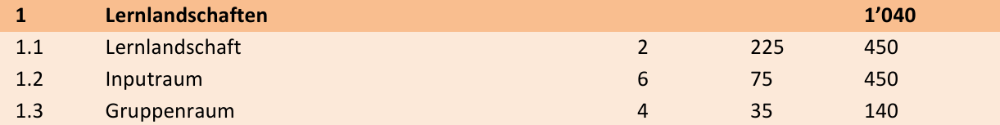 1 Lernlandschaften 1’040
1.1 Lernlandschaft 2 225 450
1.2 Inputraum 6 75 450
1.3 Gruppenraum 4 35 140